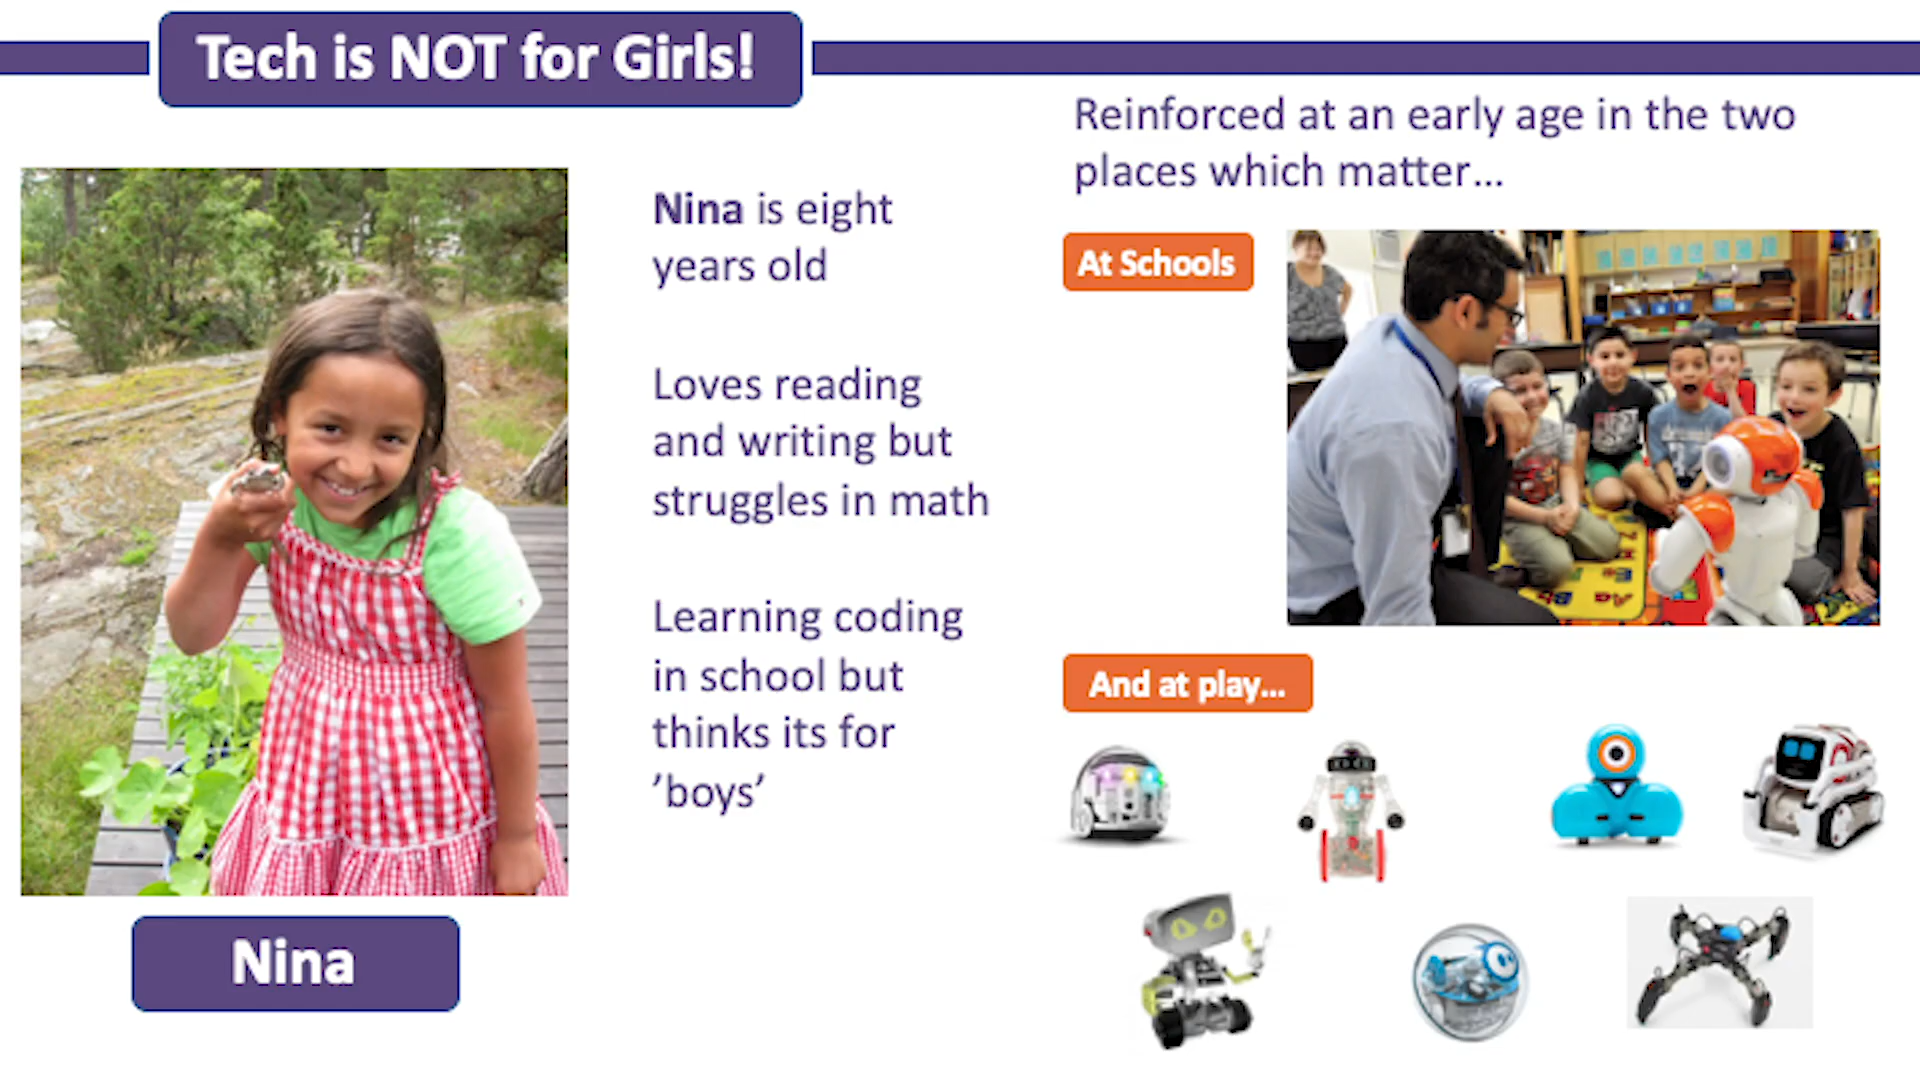 Tech is NOT for Girls!
Nina is eight
years old
Loves reading
and writing but
struggles in math
Learning coding
in school but
thinks its for
’boys’
Nina
Reinforced at an early age in the two
places which matter...
At Schools
And at play...